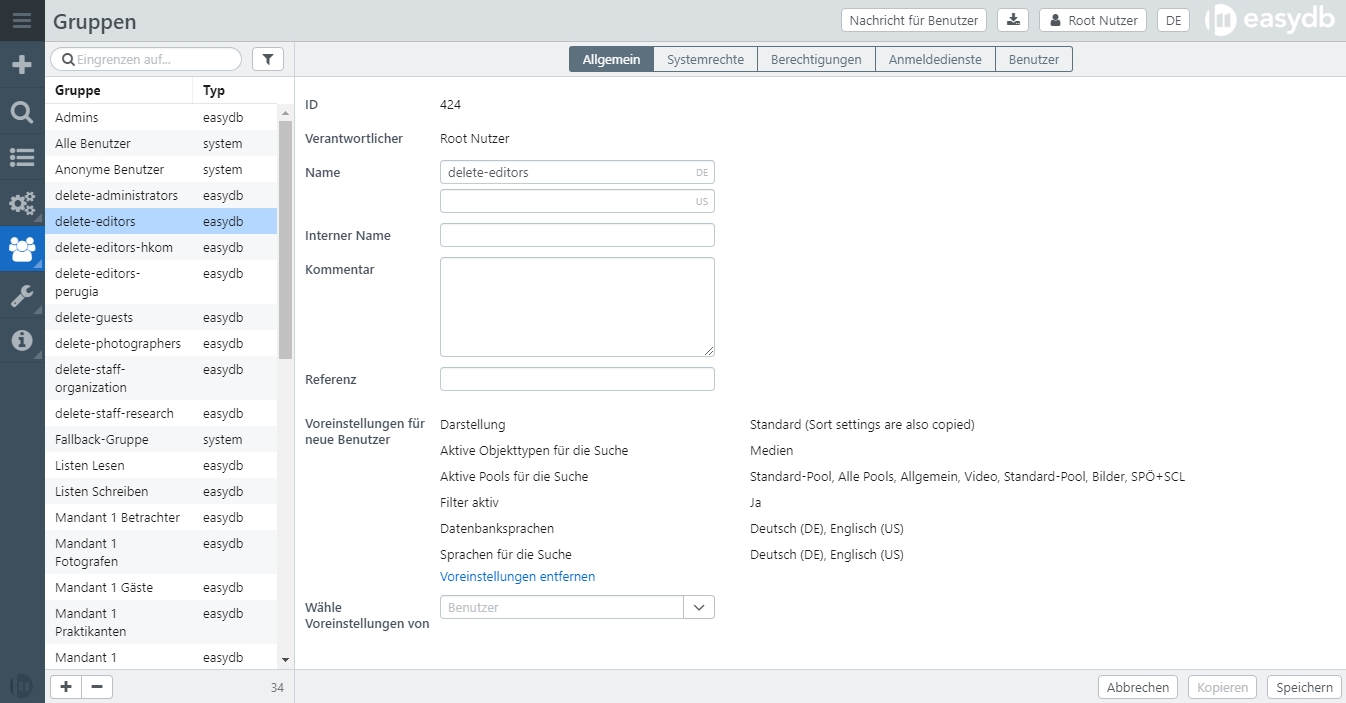 Gruppen
Nachricht für Benutzer
Root Nutzer
DE
easydb
Eingrenzen auf...
Allgemein
Systemrechte
Berechtigungen
Anmeldedienste
Benutzer
Gruppe Typ
Admins easydb
Alle Benutzer system
Anonyme Benutzer system
delete-administrators easydb
delete-editors easydb
delete-editors-hkom easydb
delete-editors- easydb
perugia
delete-guests easydb
delete-photographers easydb
delete-staff- easydb
organization
delete-staff-research easydb
Fallback-Gruppe system
Listen Lesen easydb
Listen Schreiben easydb
Mandant 1 Betrachter easydb
Mandant 1 easydb
Fotografen
Mandant 1 Gäste easydb
Mandant 1 easydb
Praktikanten
Mandant 1 easydb
34
ID 424
Verantwortlicher Root Nutzer
Name delete-editors DE
US
Interner Name
Kommentar
Referenz
Voreinstellungen für
neue Benutzer
Darstellung Standard (Sort settings are also copied)
Aktive Objekttypen für die Suche Medien
Aktive Pools für die Suche Standard-Pool, Alle Pools, Allgemein, Video, Standard-Pool, Bilder, SPÖ+SCL
Filter aktiv Ja
Datenbanksprachen Deutsch (DE), Englisch (US)
Sprachen für die Suche Deutsch (DE), Englisch (US)
Voreinstellungen entfernen
Wähle
Voreinstellungen von
Benutzer
Abbrechen
Kopieren
Speichern